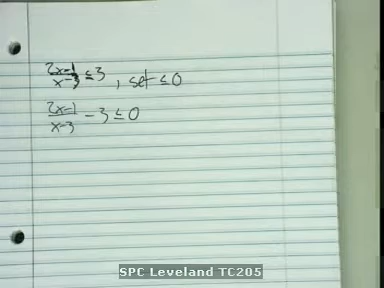 (2x-1)/(x-3) ≤ 3, set ≤ 0
(2x-1)/(x-3) - 3 ≤ 0
SPC Leveland TC205